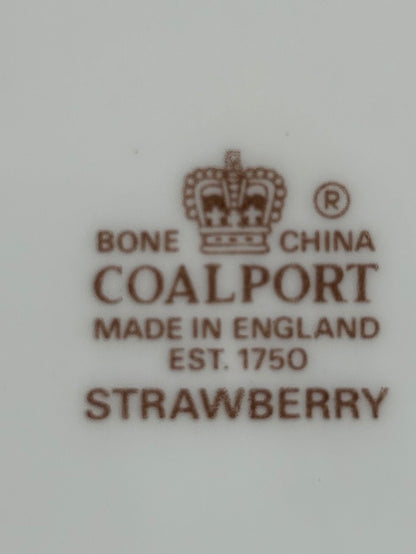 ®
BONE CHINA
COALPORT
MADE IN ENGLAND
EST. 1750
STRAWBERRY